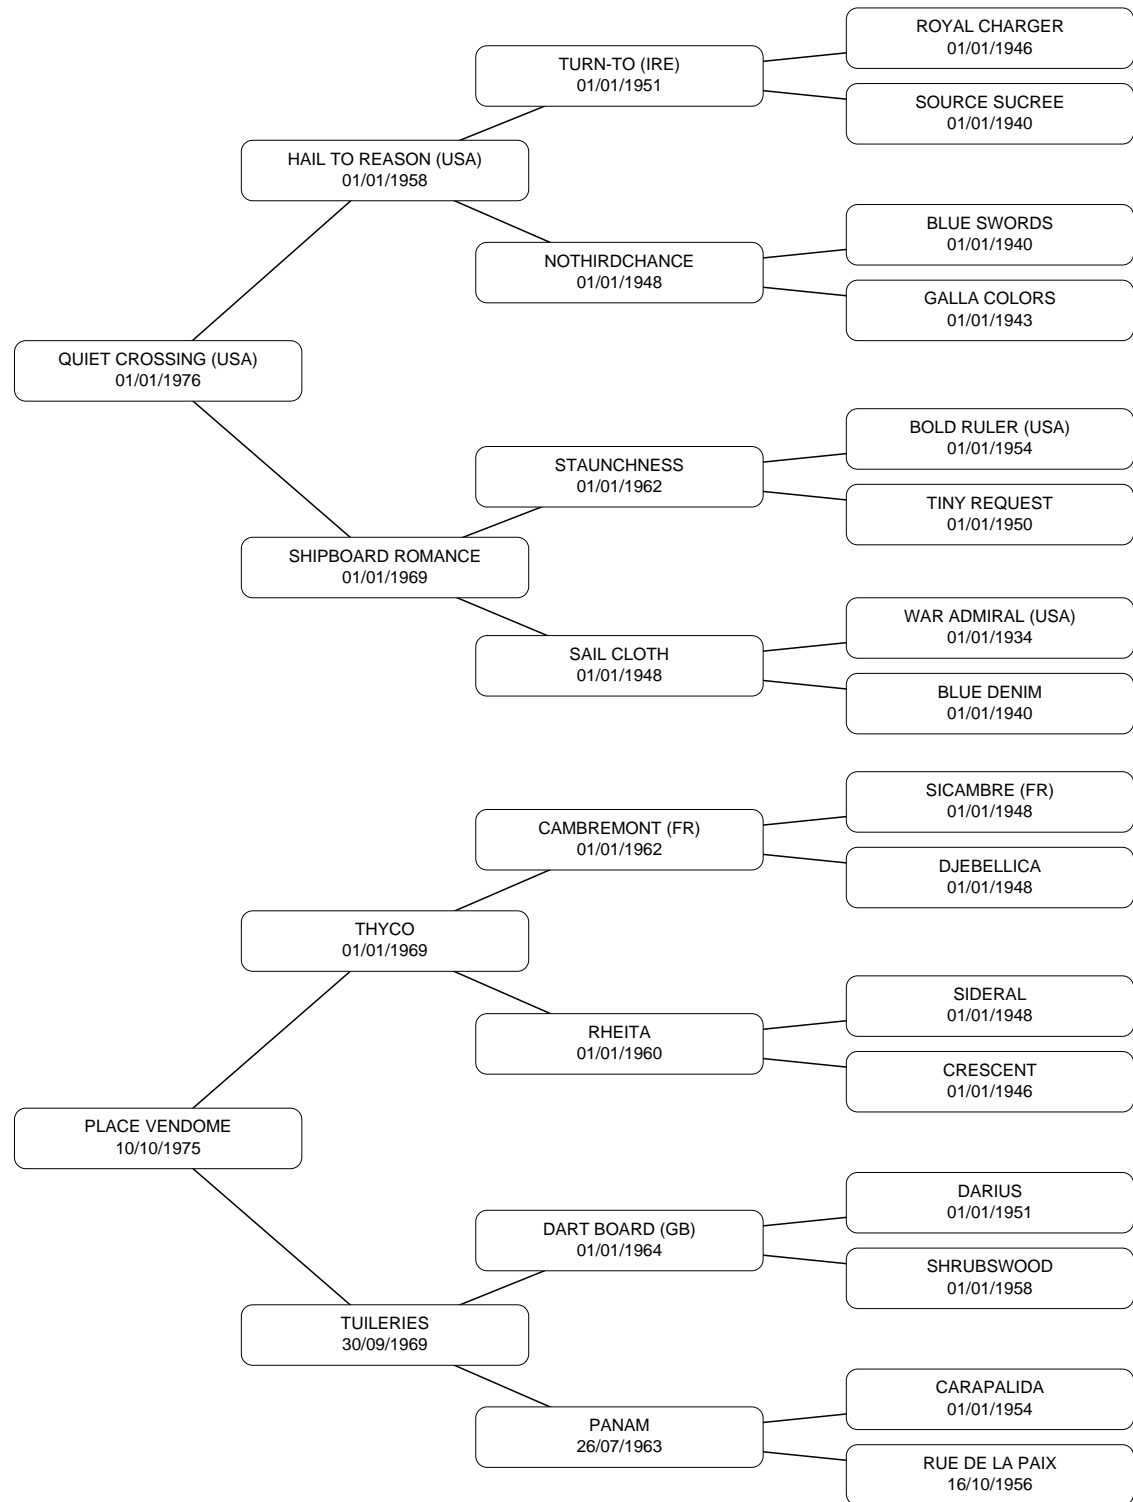 ROYAL CHARGER
01/01/1946
TURN-TO (IRE)
01/01/1951
SOURCE SUCREE
01/01/1940
HAIL TO REASON (USA)
01/01/1958
BLUE SWORDS
01/01/1940
NOTHIRDCHANCE
01/01/1948
GALLA COLORS
01/01/1943
QUIET CROSSING (USA)
01/01/1976
BOLD RULER (USA)
01/01/1954
STAUNCHNESS
01/01/1962
TINY REQUEST
01/01/1950
SHIPBOARD ROMANCE
01/01/1969
WAR ADMIRAL (USA)
01/01/1934
SAIL CLOTH
01/01/1948
BLUE DENIM
01/01/1940
SICAMBRE (FR)
01/01/1948
CAMBREMONT (FR)
01/01/1962
DJEBELLICA
01/01/1948
THYCO
01/01/1969
SIDERAL
01/01/1948
RHEITA
01/01/1960
CRESCENT
01/01/1946
PLACE VENDOME
10/10/1975
DARIUS
01/01/1951
DART BOARD (GB)
01/01/1964
SHRUBSWOOD
01/01/1958
TUILERIES
30/09/1969
CARAPALIDA
01/01/1954
PANAM
26/07/1963
RUE DE LA PAIX
16/10/1956